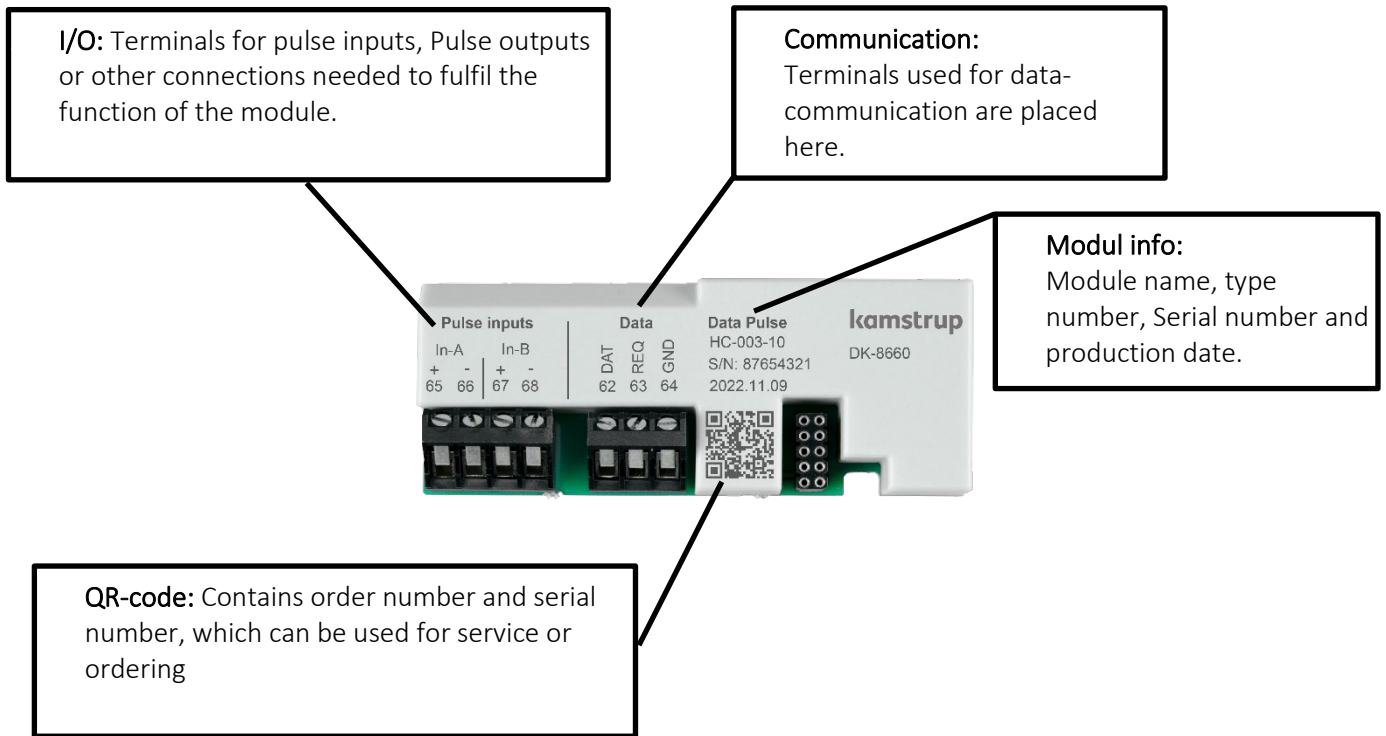 I/O: Terminals for pulse inputs, Pulse outputs
or other connections needed to fulfil the
function of the module.
Communication:
Terminals used for data-
communication are placed
here.
Modul info:
Module name, type
number, Serial number and
production date.
Pulse inputs
In-A In-B
+ - + -
65 66 67 68
Data
DAT REQ GND
62 63 64
Data Pulse
HC-003-10
S/N: 87654321
2022.11.09
kamstrup
DK-8660
QR-code: Contains order number and serial
number, which can be used for service or
ordering